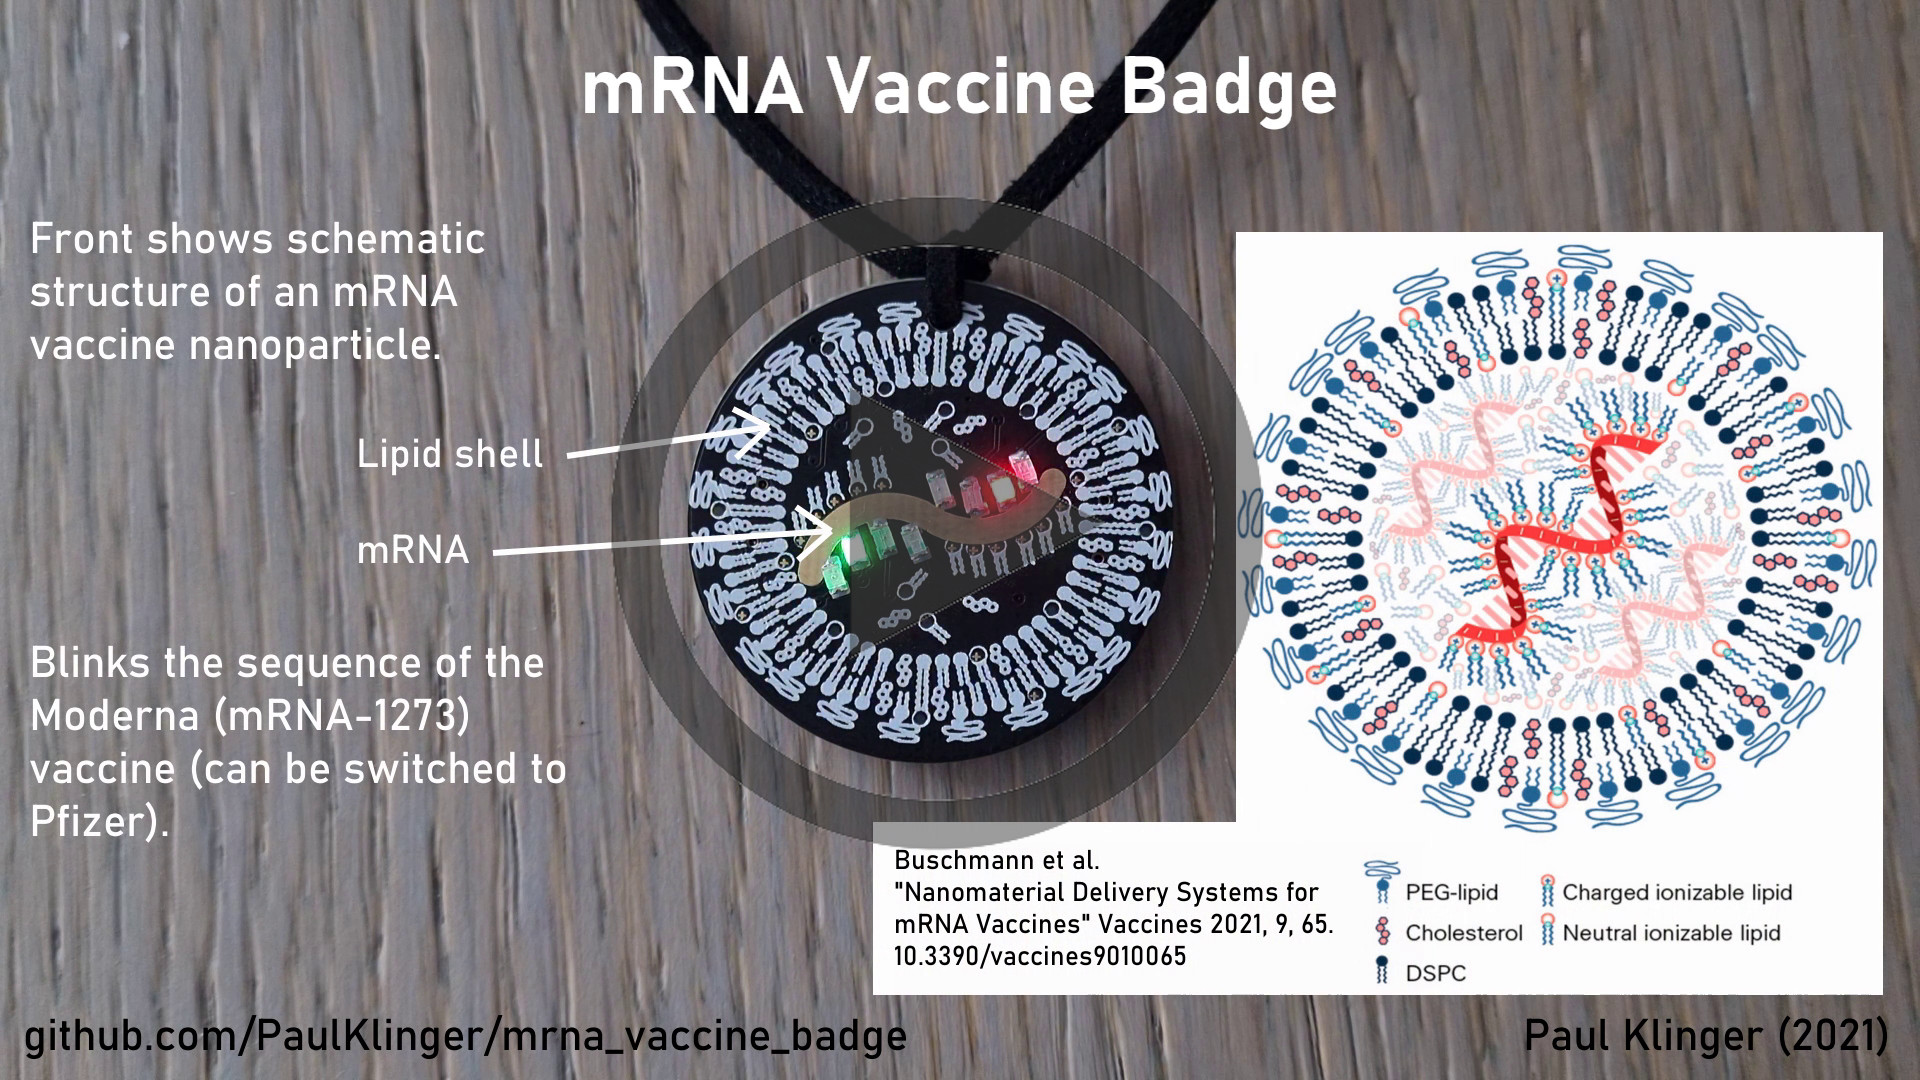 mRNA Vaccine Badge
Front shows schematic
structure of an mRNA
vaccine nanoparticle.
Lipid shell
mRNA
Blinks the sequence of the
Moderna (mRNA-1273)
vaccine (can be switched to
Pfizer).
Buschmann et al.
"Nanomaterial Delivery Systems for
mRNA Vaccines" Vaccines 2021, 9, 65.
10.3390/vaccines9010065
PEG-lipid
Cholesterol
DSPC
Charged ionizable lipid
Neutral ionizable lipid
github.com/PaulKlinger/mrna_vaccine_badge
Paul Klinger (2021)